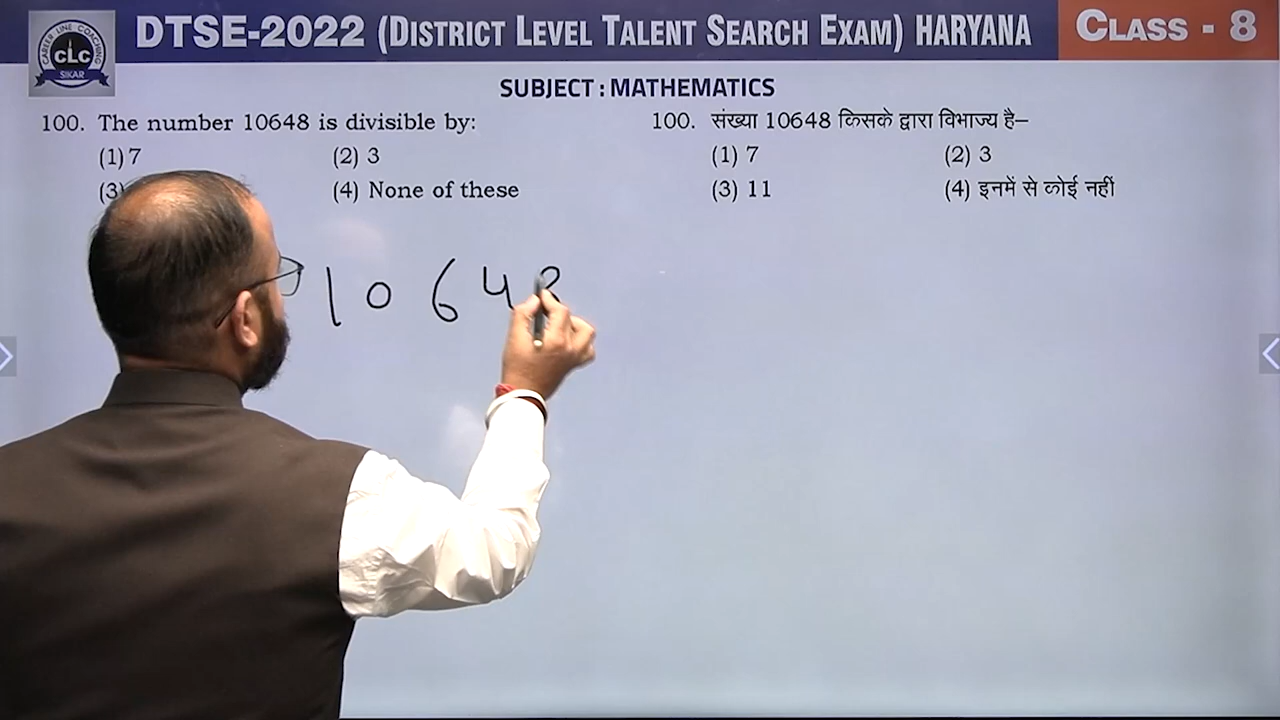 CAREER LINE COACHING
CLC
SIKAR
DTSE-2022 (DISTRICT LEVEL TALENT SEARCH EXAM) HARYANA
CLASS - 8
SUBJECT : MATHEMATICS
100. The number 10648 is divisible by:
(1) 7 (2) 3
(3) (4) None of these
100. संख्या 10648 किसके द्वारा विभाज्य है–
(1) 7 (2) 3
(3) 11 (4) इनमें से कोई नहीं
10648